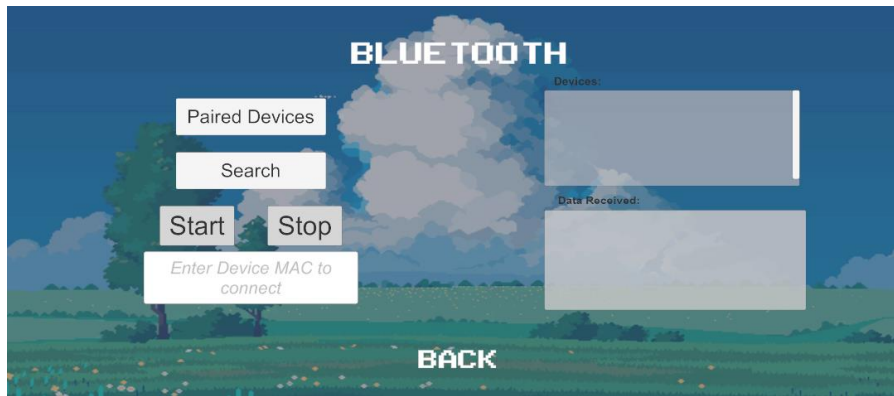 BLUETOOTH
Paired Devices
Search
Start
Stop
Enter Device MAC to
connect
Devices:
Data Received:
BACK